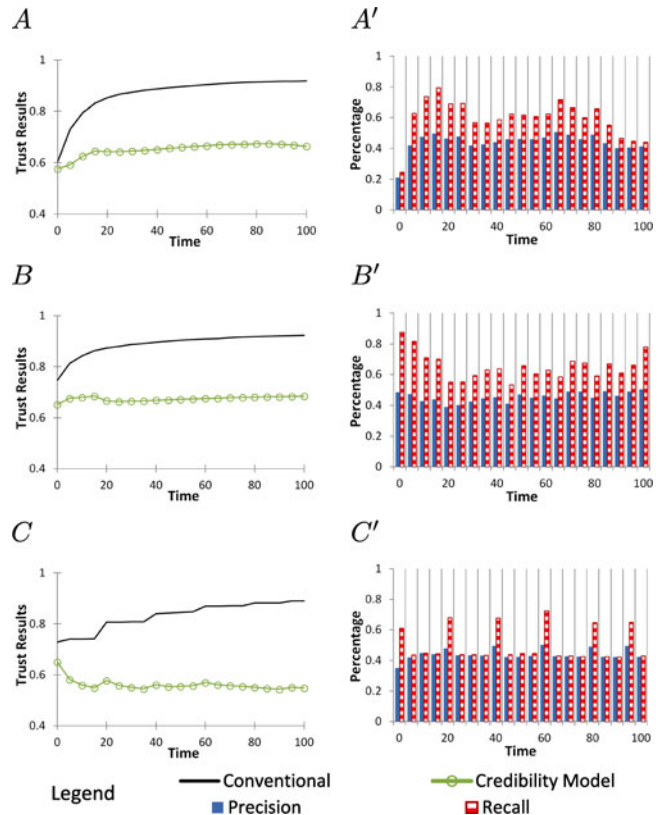 A
A′
Trust Results
1
0.8
0.6
0.4
0 20 40 60 80 100
Time
Percentage
1
0.8
0.6
0.4
0.2
0
0 20 40 60 80 100
Time
B
B′
Trust Results
1
0.8
0.6
0.4
0 20 40 60 80 100
Time
Percentage
1
0.8
0.6
0.4
0.2
0
0 20 40 60 80 100
Time
C
C′
Trust Results
1
0.8
0.6
0.4
0 20 40 60 80 100
Time
Percentage
1
0.8
0.6
0.4
0.2
0
0 20 40 60 80 100
Time
Legend
Conventional
Credibility Model
Precision
Recall